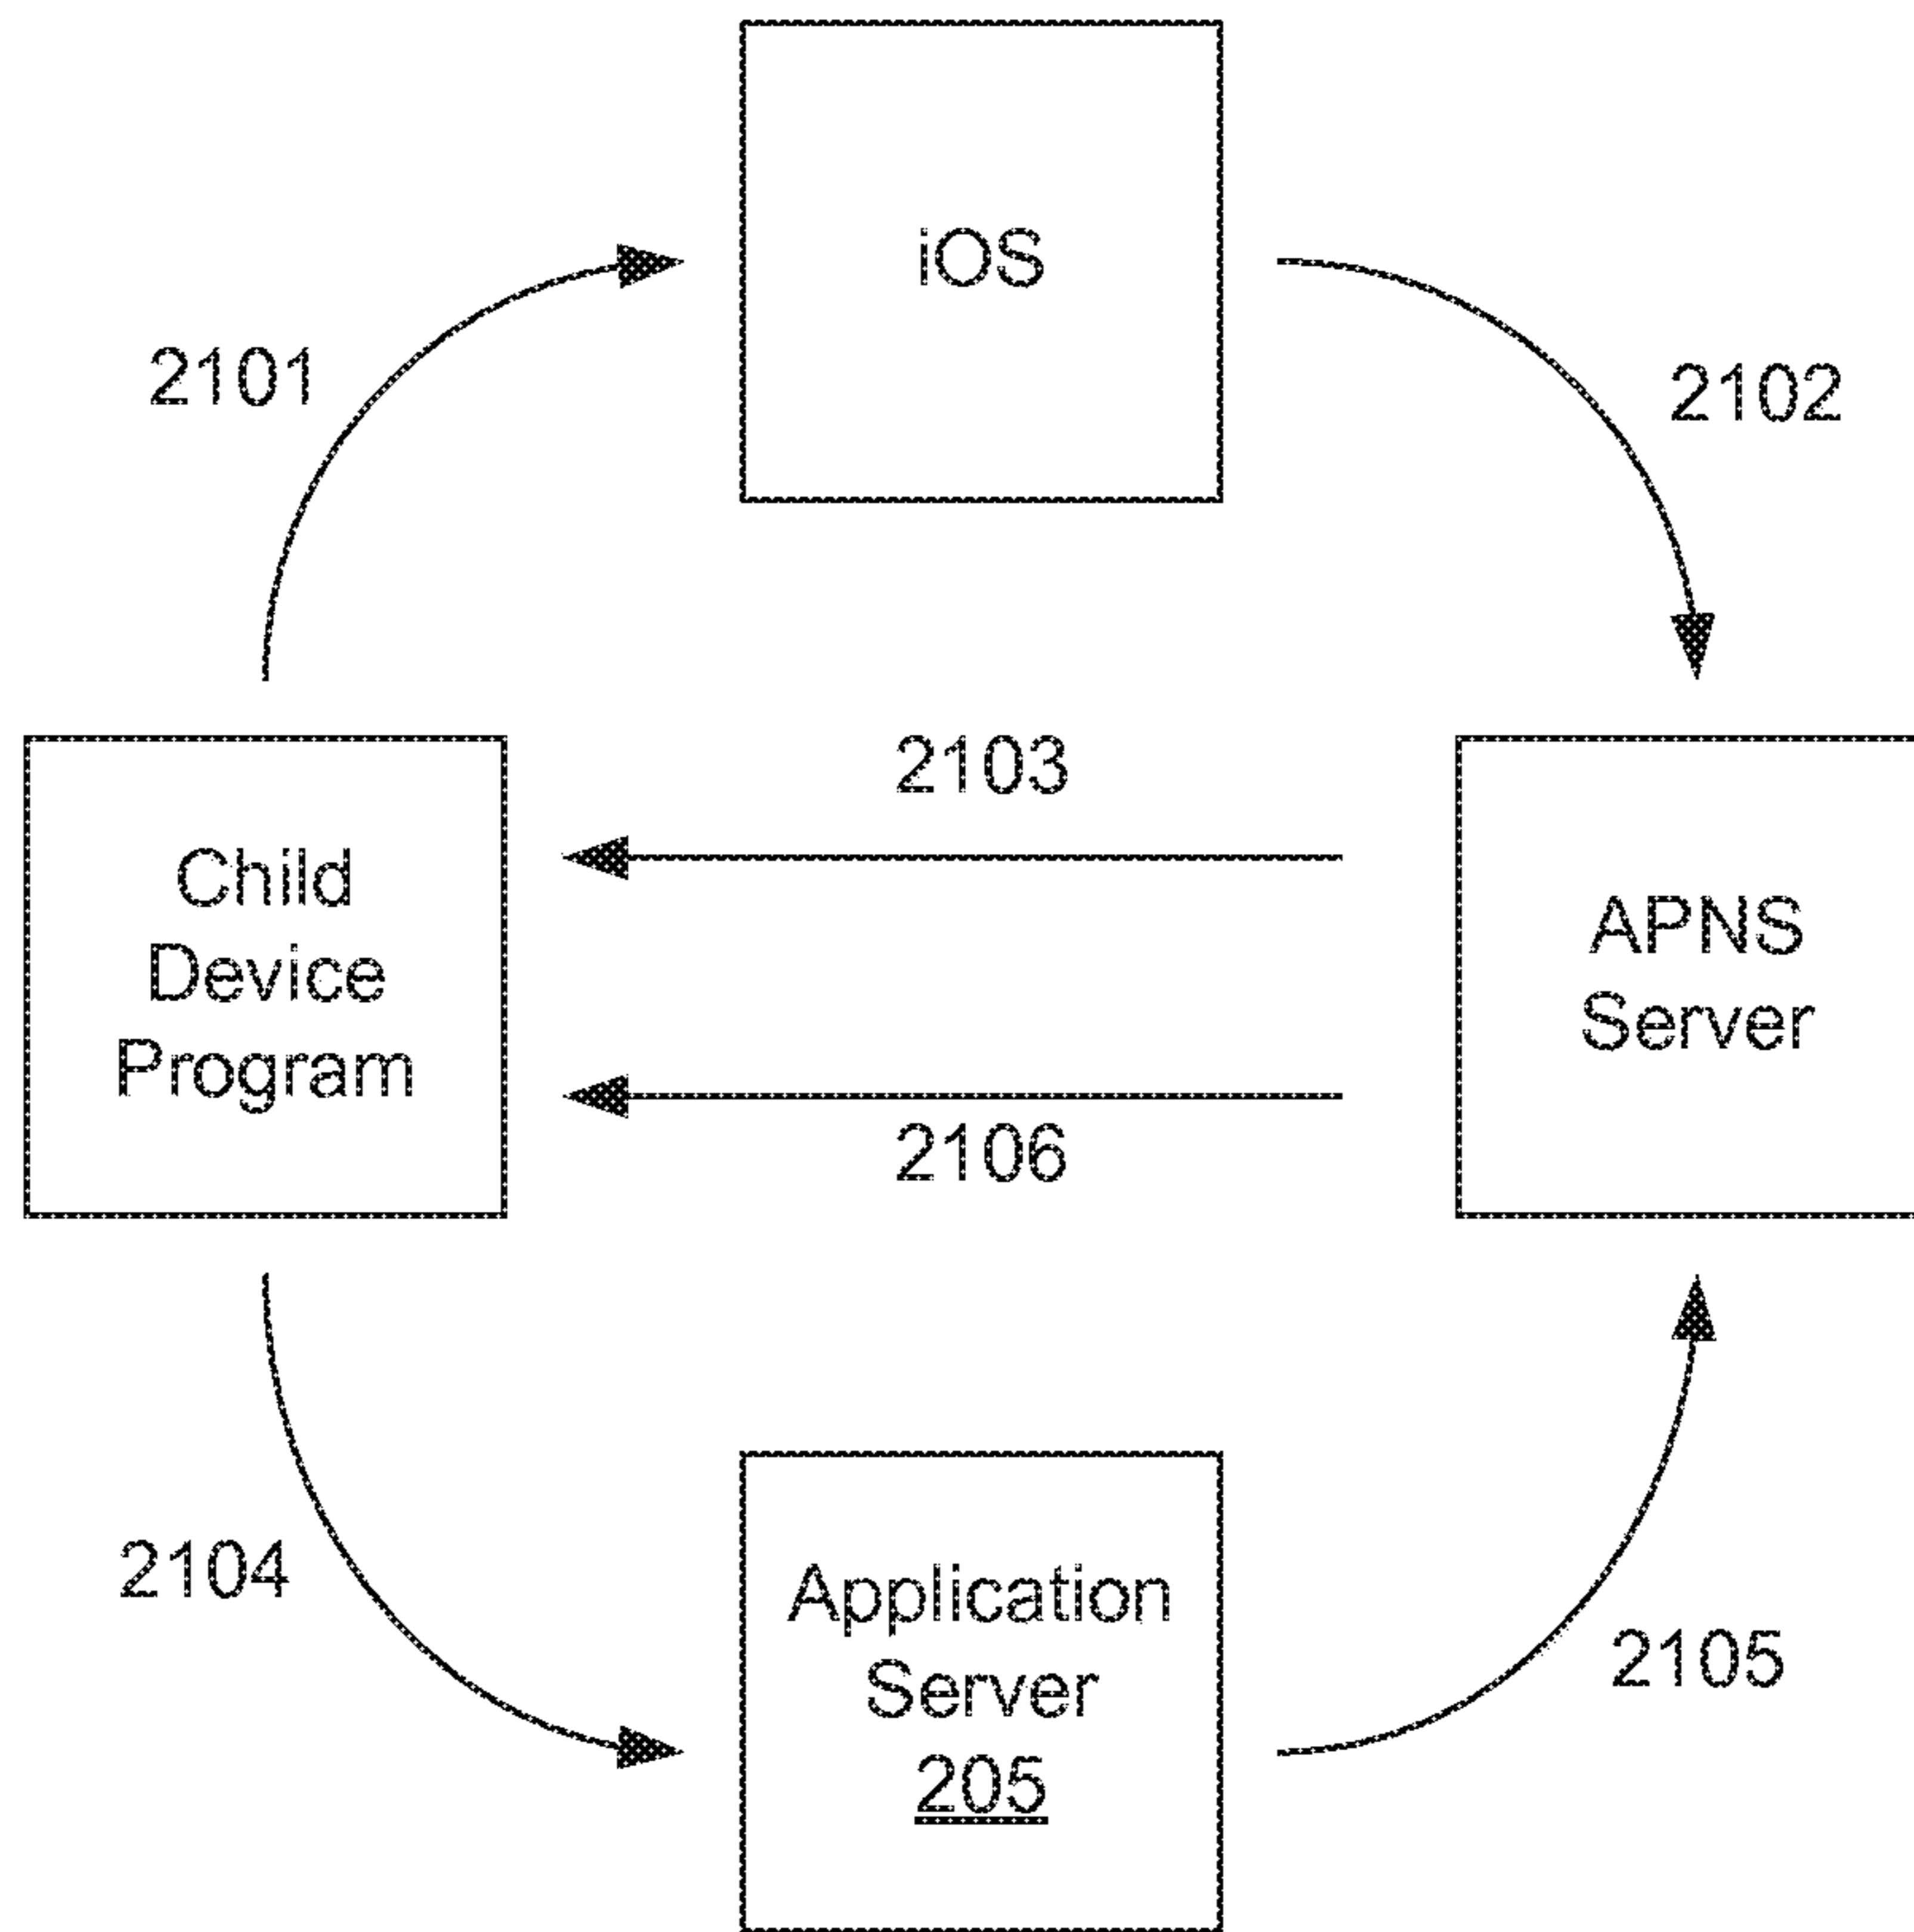 iOS
2101
2102
2103
Child
Device
Program
APNS
Server
2106
2104
Application
Server
205
2105